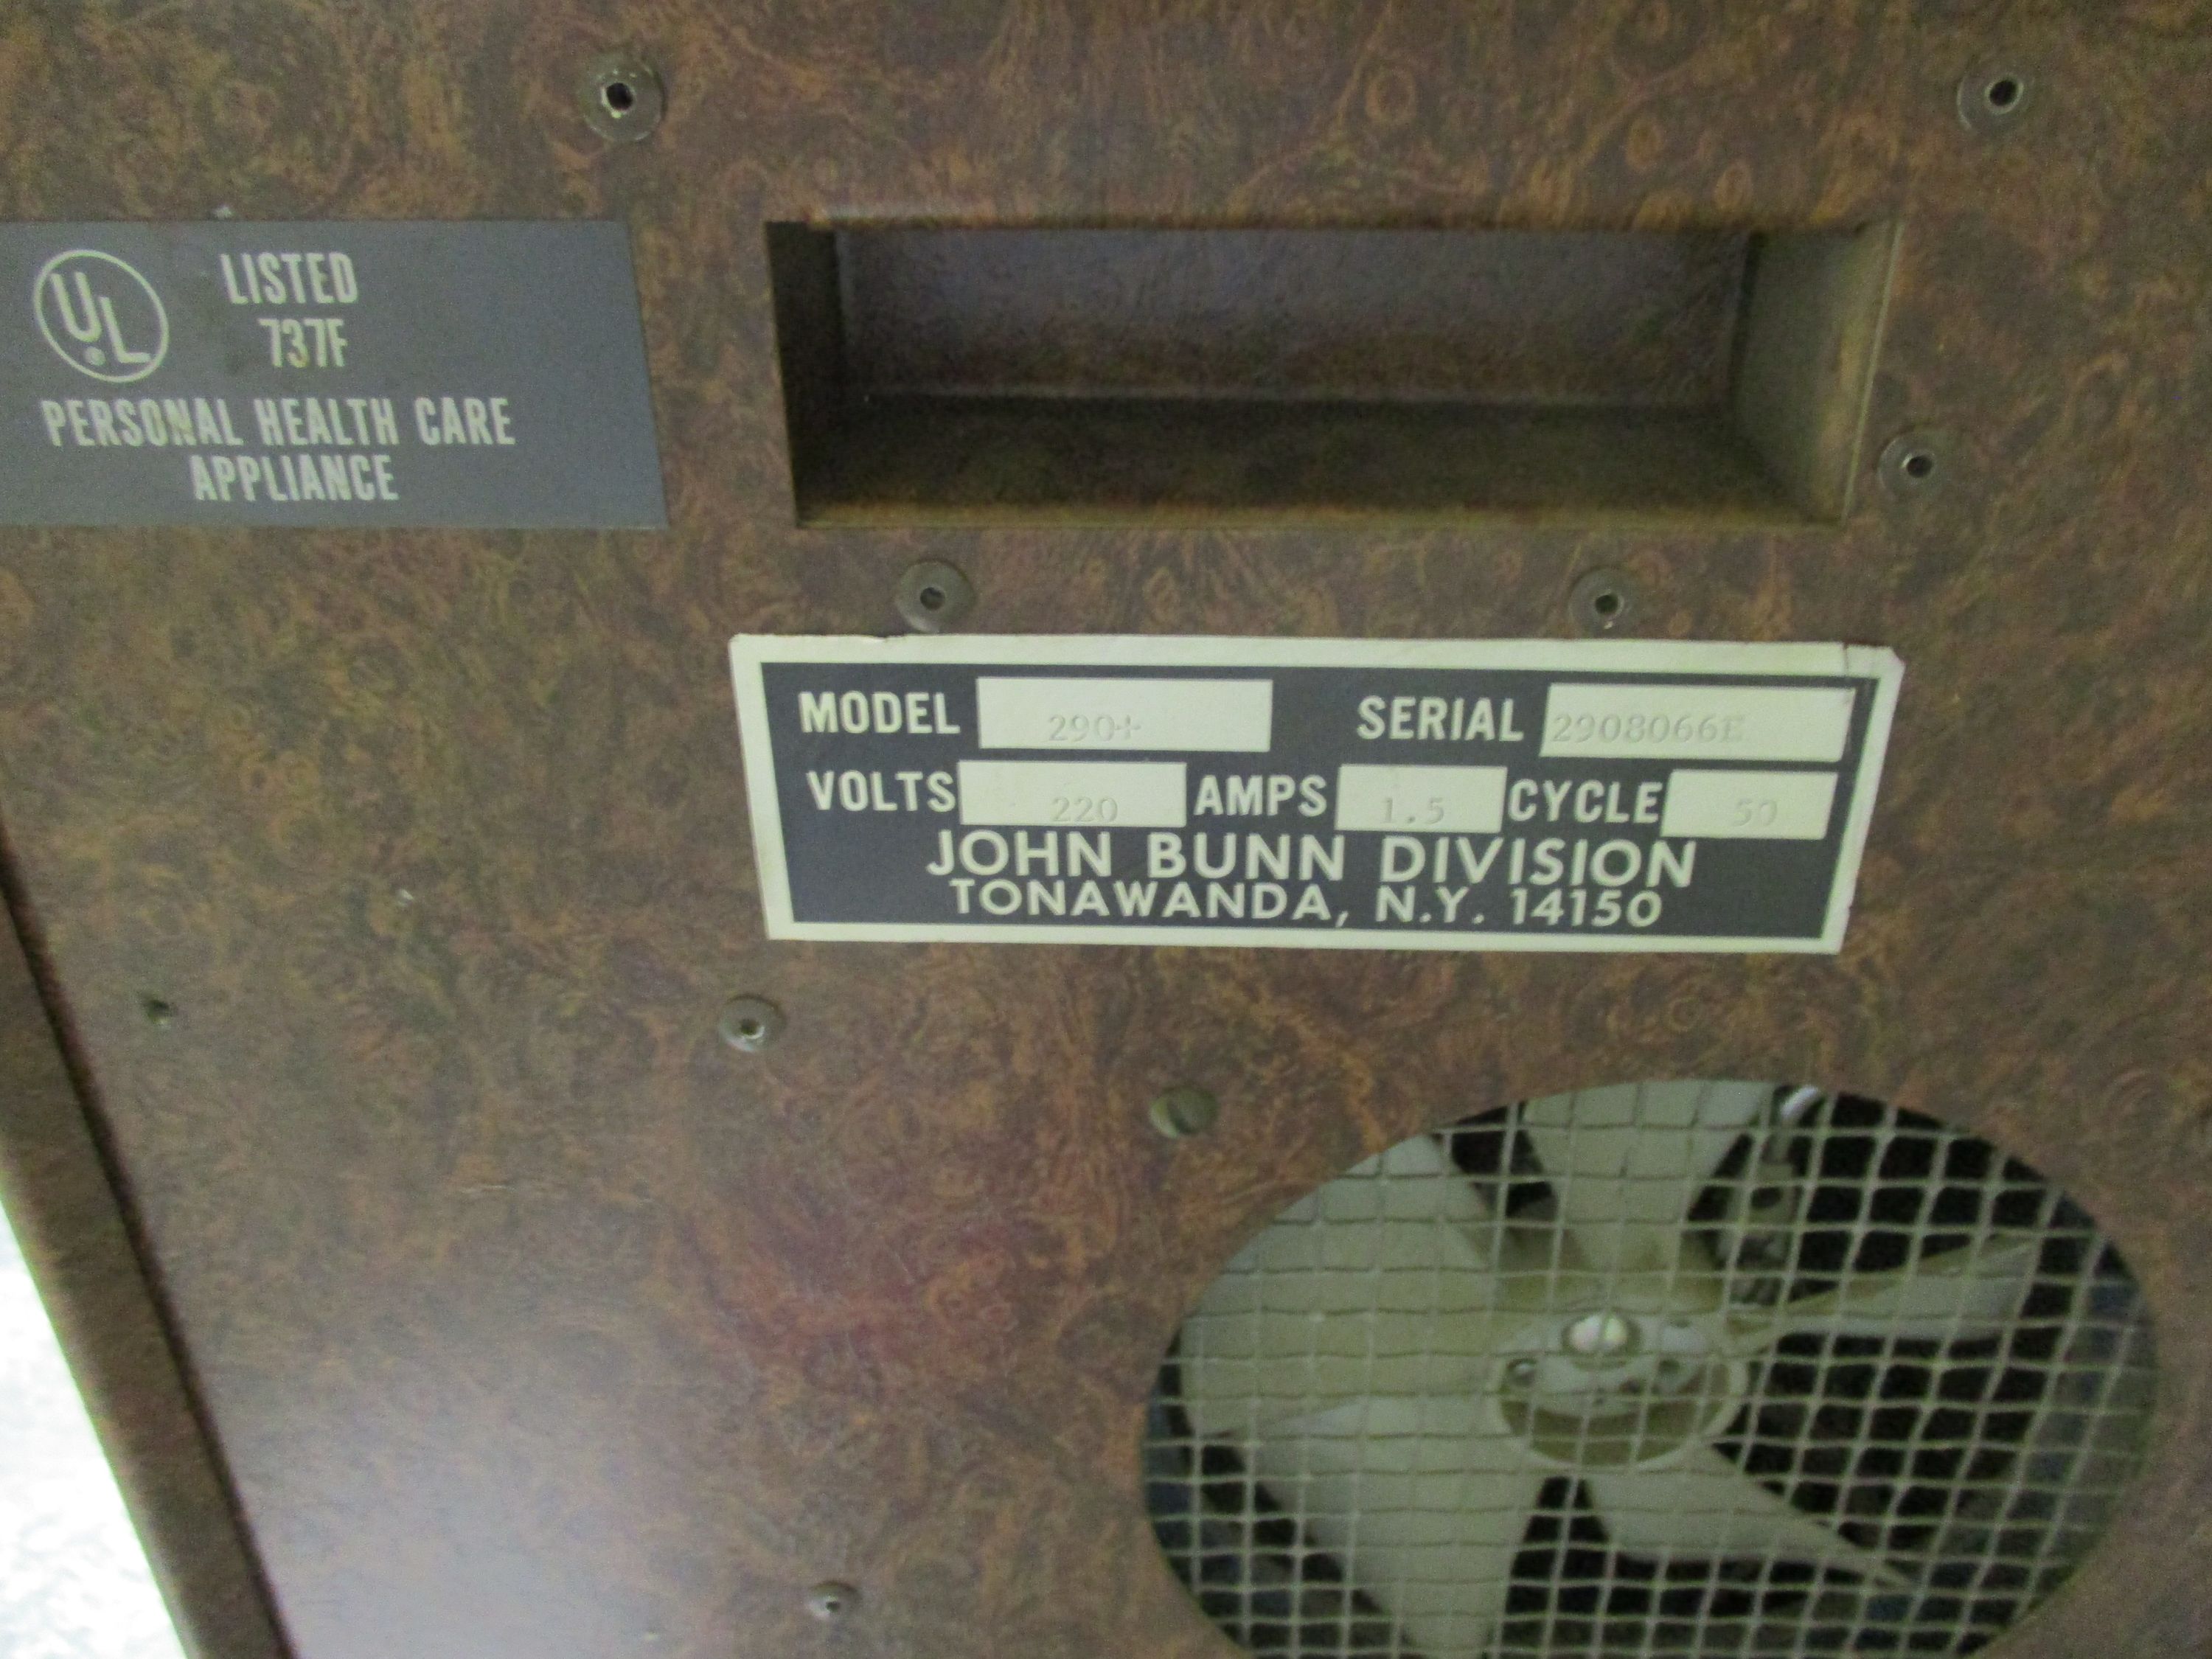 UL®
LISTED
737F
PERSONAL HEALTH CARE
APPLIANCE
MODEL 290+ SERIAL 2908066E
VOLTS 220 AMPS 1.5 CYCLE 50
JOHN BUNN DIVISION
TONAWANDA, N.Y. 14150